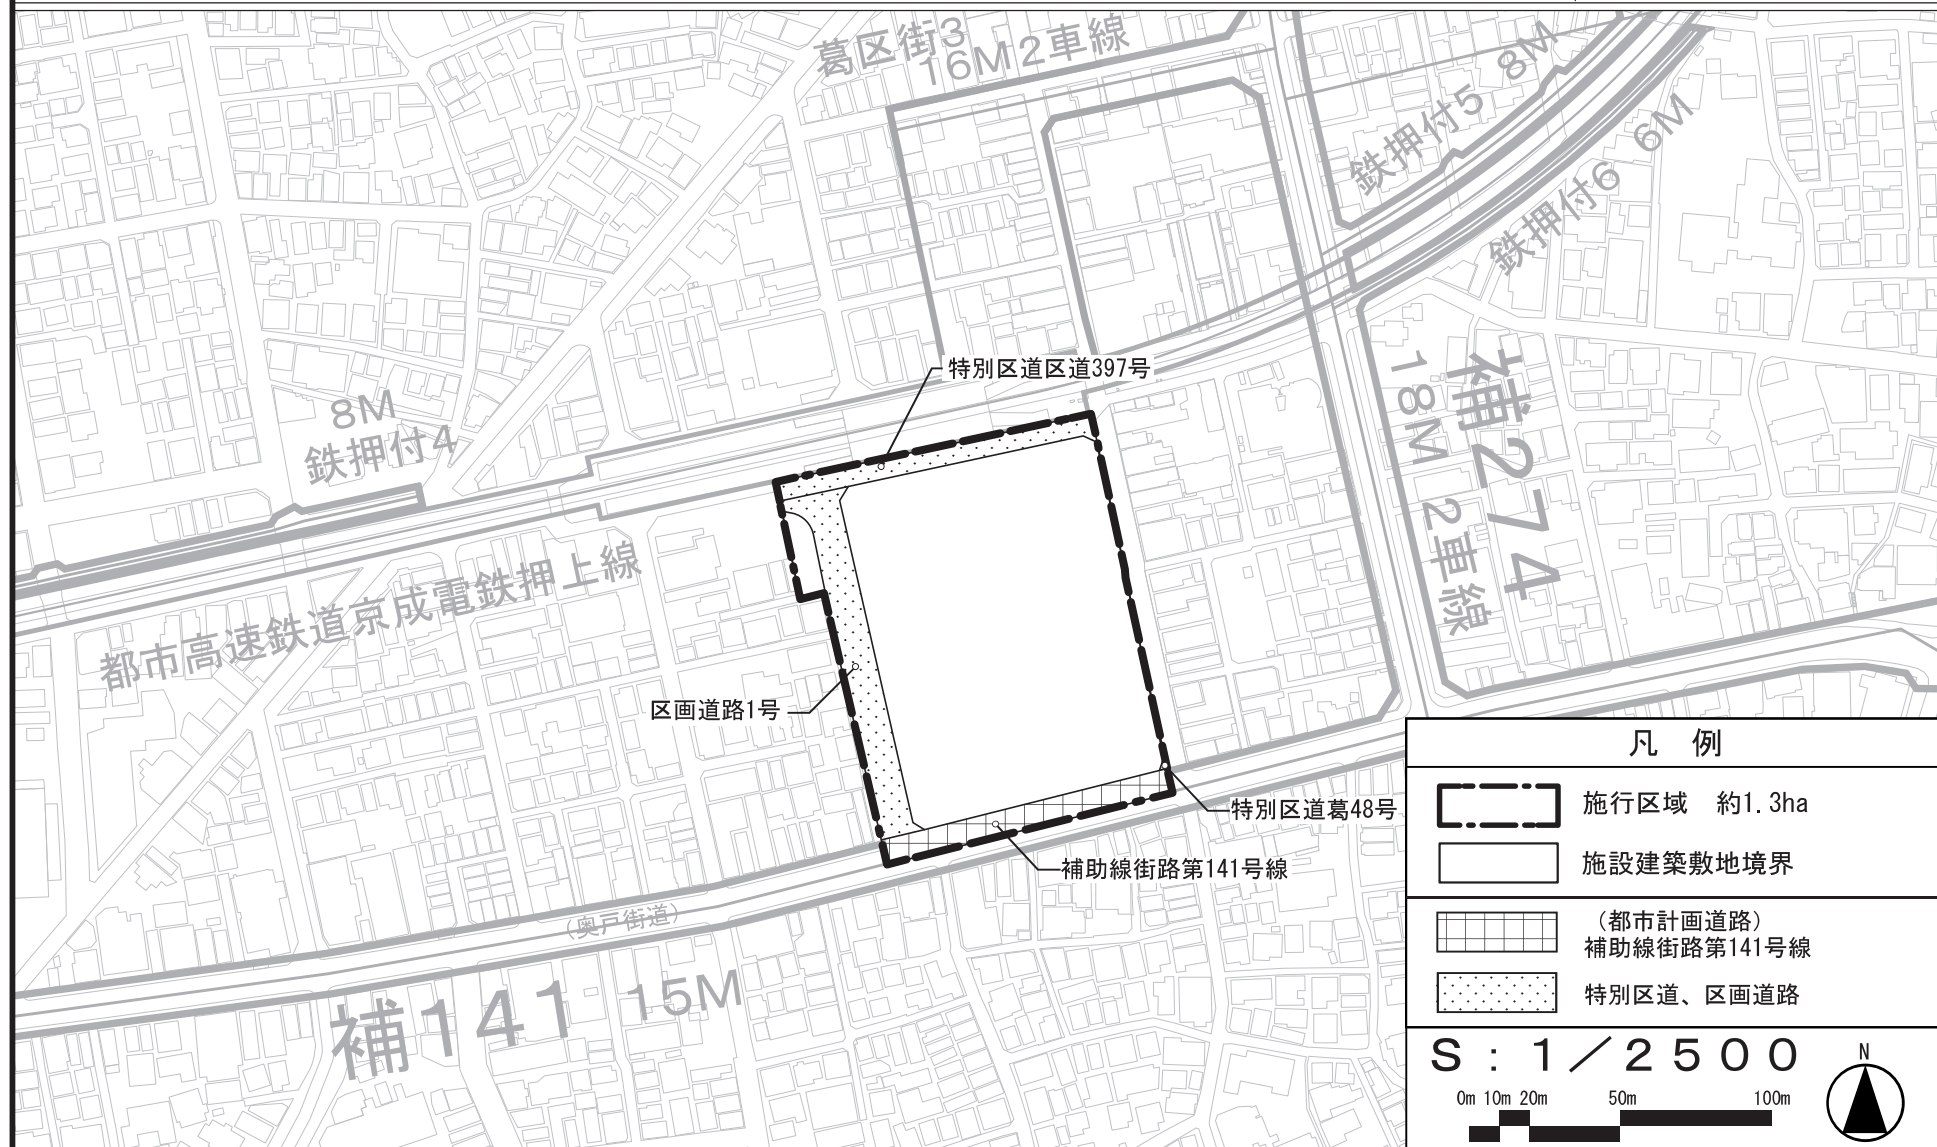 葛区街3
16M2車線
鉄押付5 8M
鉄押付6 6M
特別区道区道397号
8M
鉄押付4
補274
18M 2車線
都市高速鉄道京成電鉄押上線
区画道路1号
特別区道葛48号
補助線街路第141号線
(奥戸街道)
補141 15M
凡 例
施行区域 約1.3ha
施設建築敷地境界
(都市計画道路)
補助線街路第141号線
特別区道、区画道路
S:1/2500
N
0m 10m 20m 50m 100m